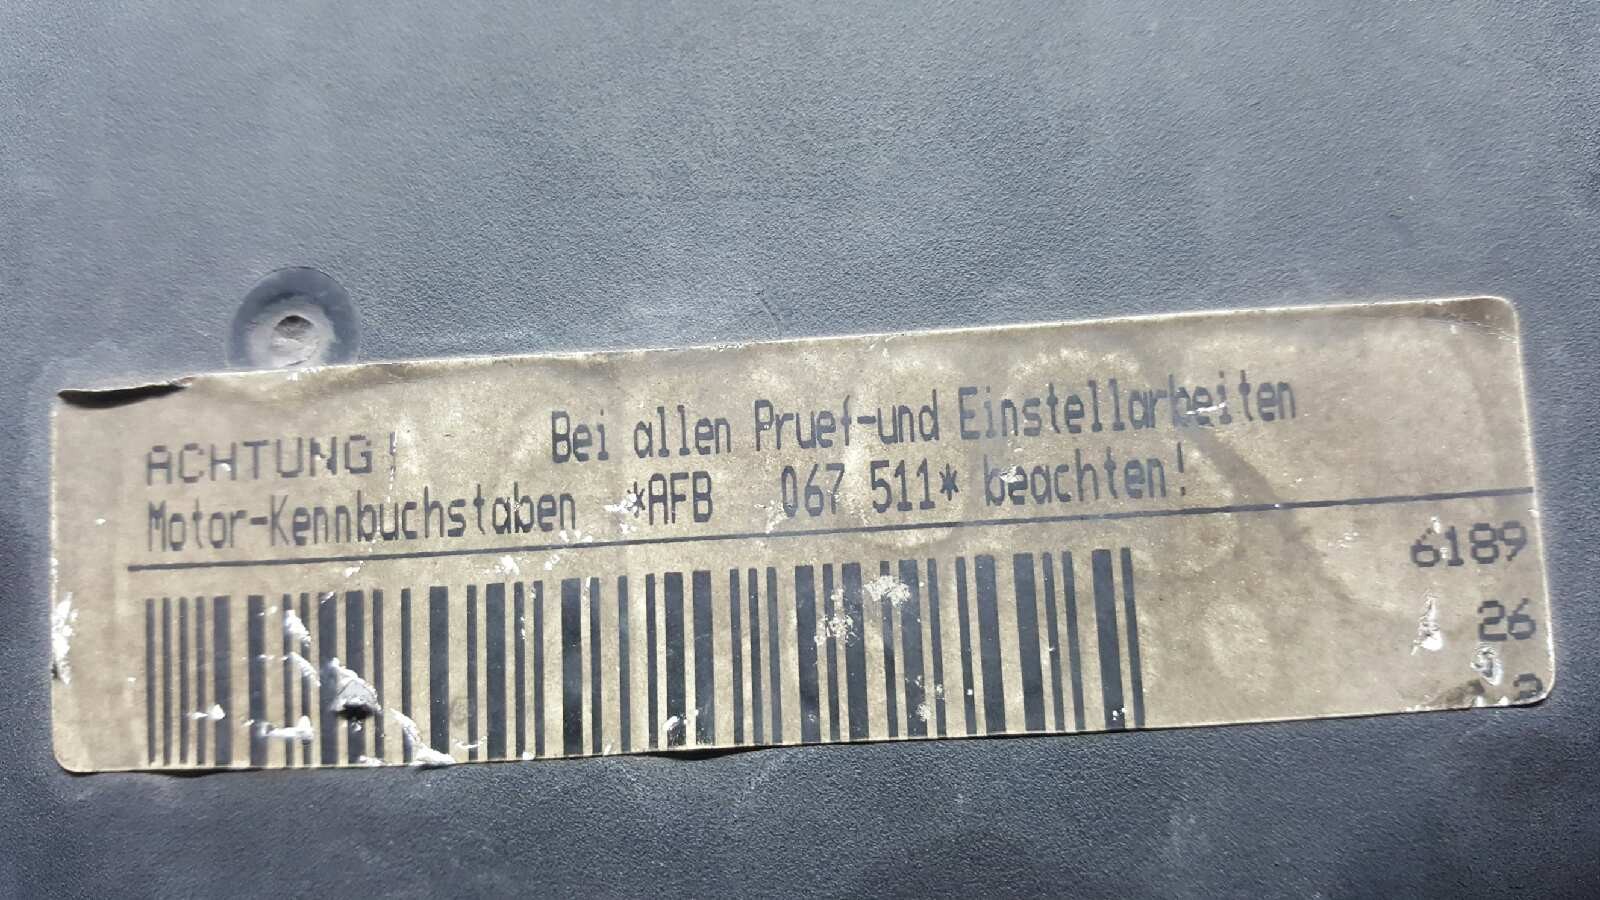 ACHTUNG! Bei allen Pruef-und Einstellarbeiten
Motor-Kennbuchstaben *AFB 067 511* beachten!
6189
26